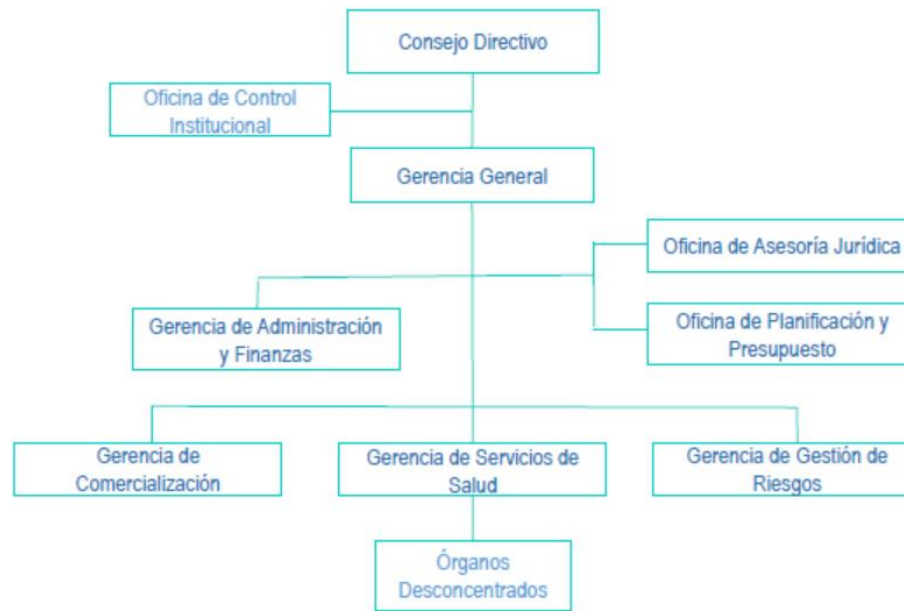 Consejo Directivo
Oficina de Control
Institucional
Gerencia General
Oficina de Asesoría Jurídica
Gerencia de Administración
y Finanzas
Oficina de Planificación y
Presupuesto
Gerencia de
Comercialización
Gerencia de Servicios de
Salud
Gerencia de Gestión de
Riesgos
Órganos
Desconcentrados